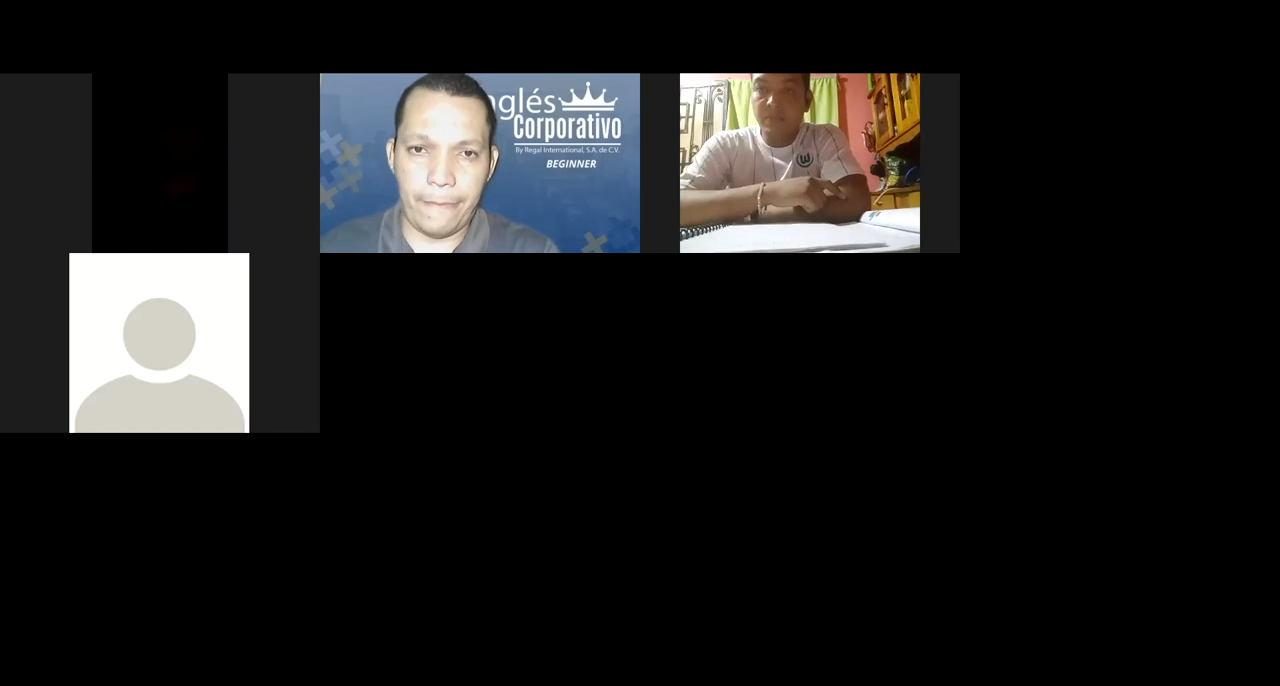 nglés
Corporativo
By Regal International, S.A. de C.V.
BEGINNER